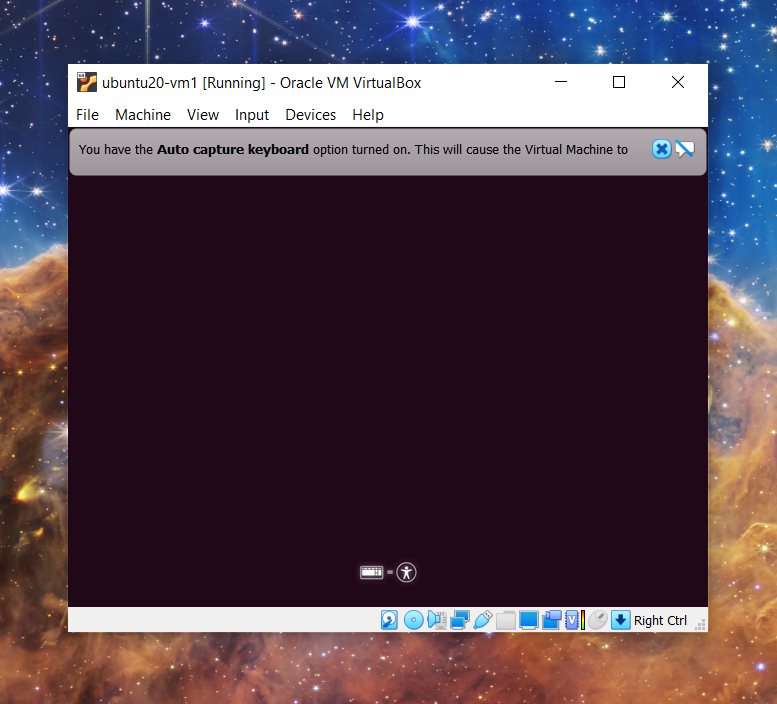 ubuntu20-vm1 [Running] - Oracle VM VirtualBox
File Machine View Input Devices Help
You have the Auto capture keyboard option turned on. This will cause the Virtual Machine to
=
Right Ctrl